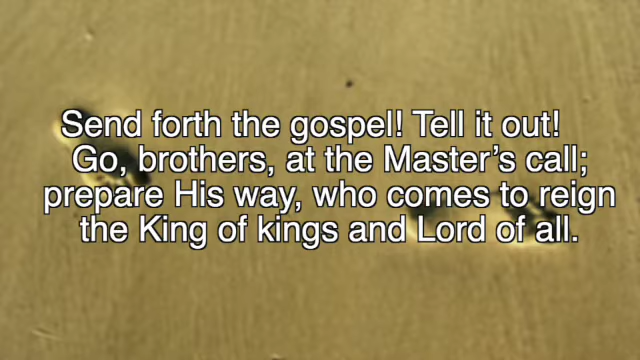 Send forth the gospel! Tell it out!
Go, brothers, at the Master’s call;
prepare His way, who comes to reign
the King of kings and Lord of all.